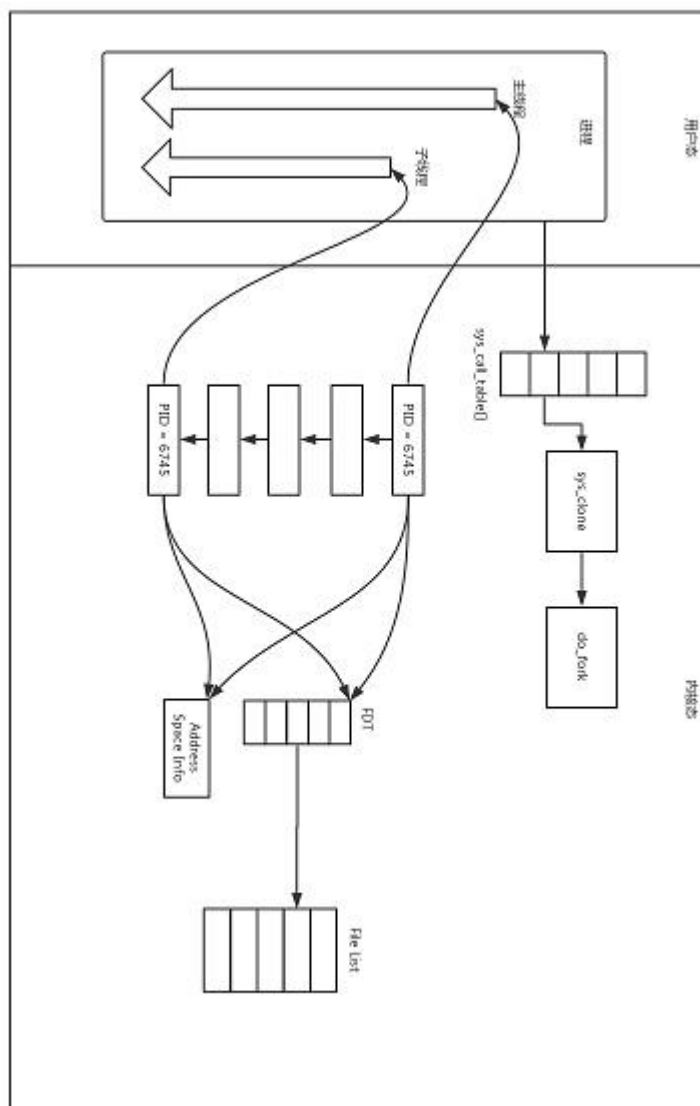 用户态
进程
主线程
子线程
sys_call_table[]
sys_clone
do_fork
内核态
PID = 6745
PID = 6745
FDT
Address
Space Info
File List